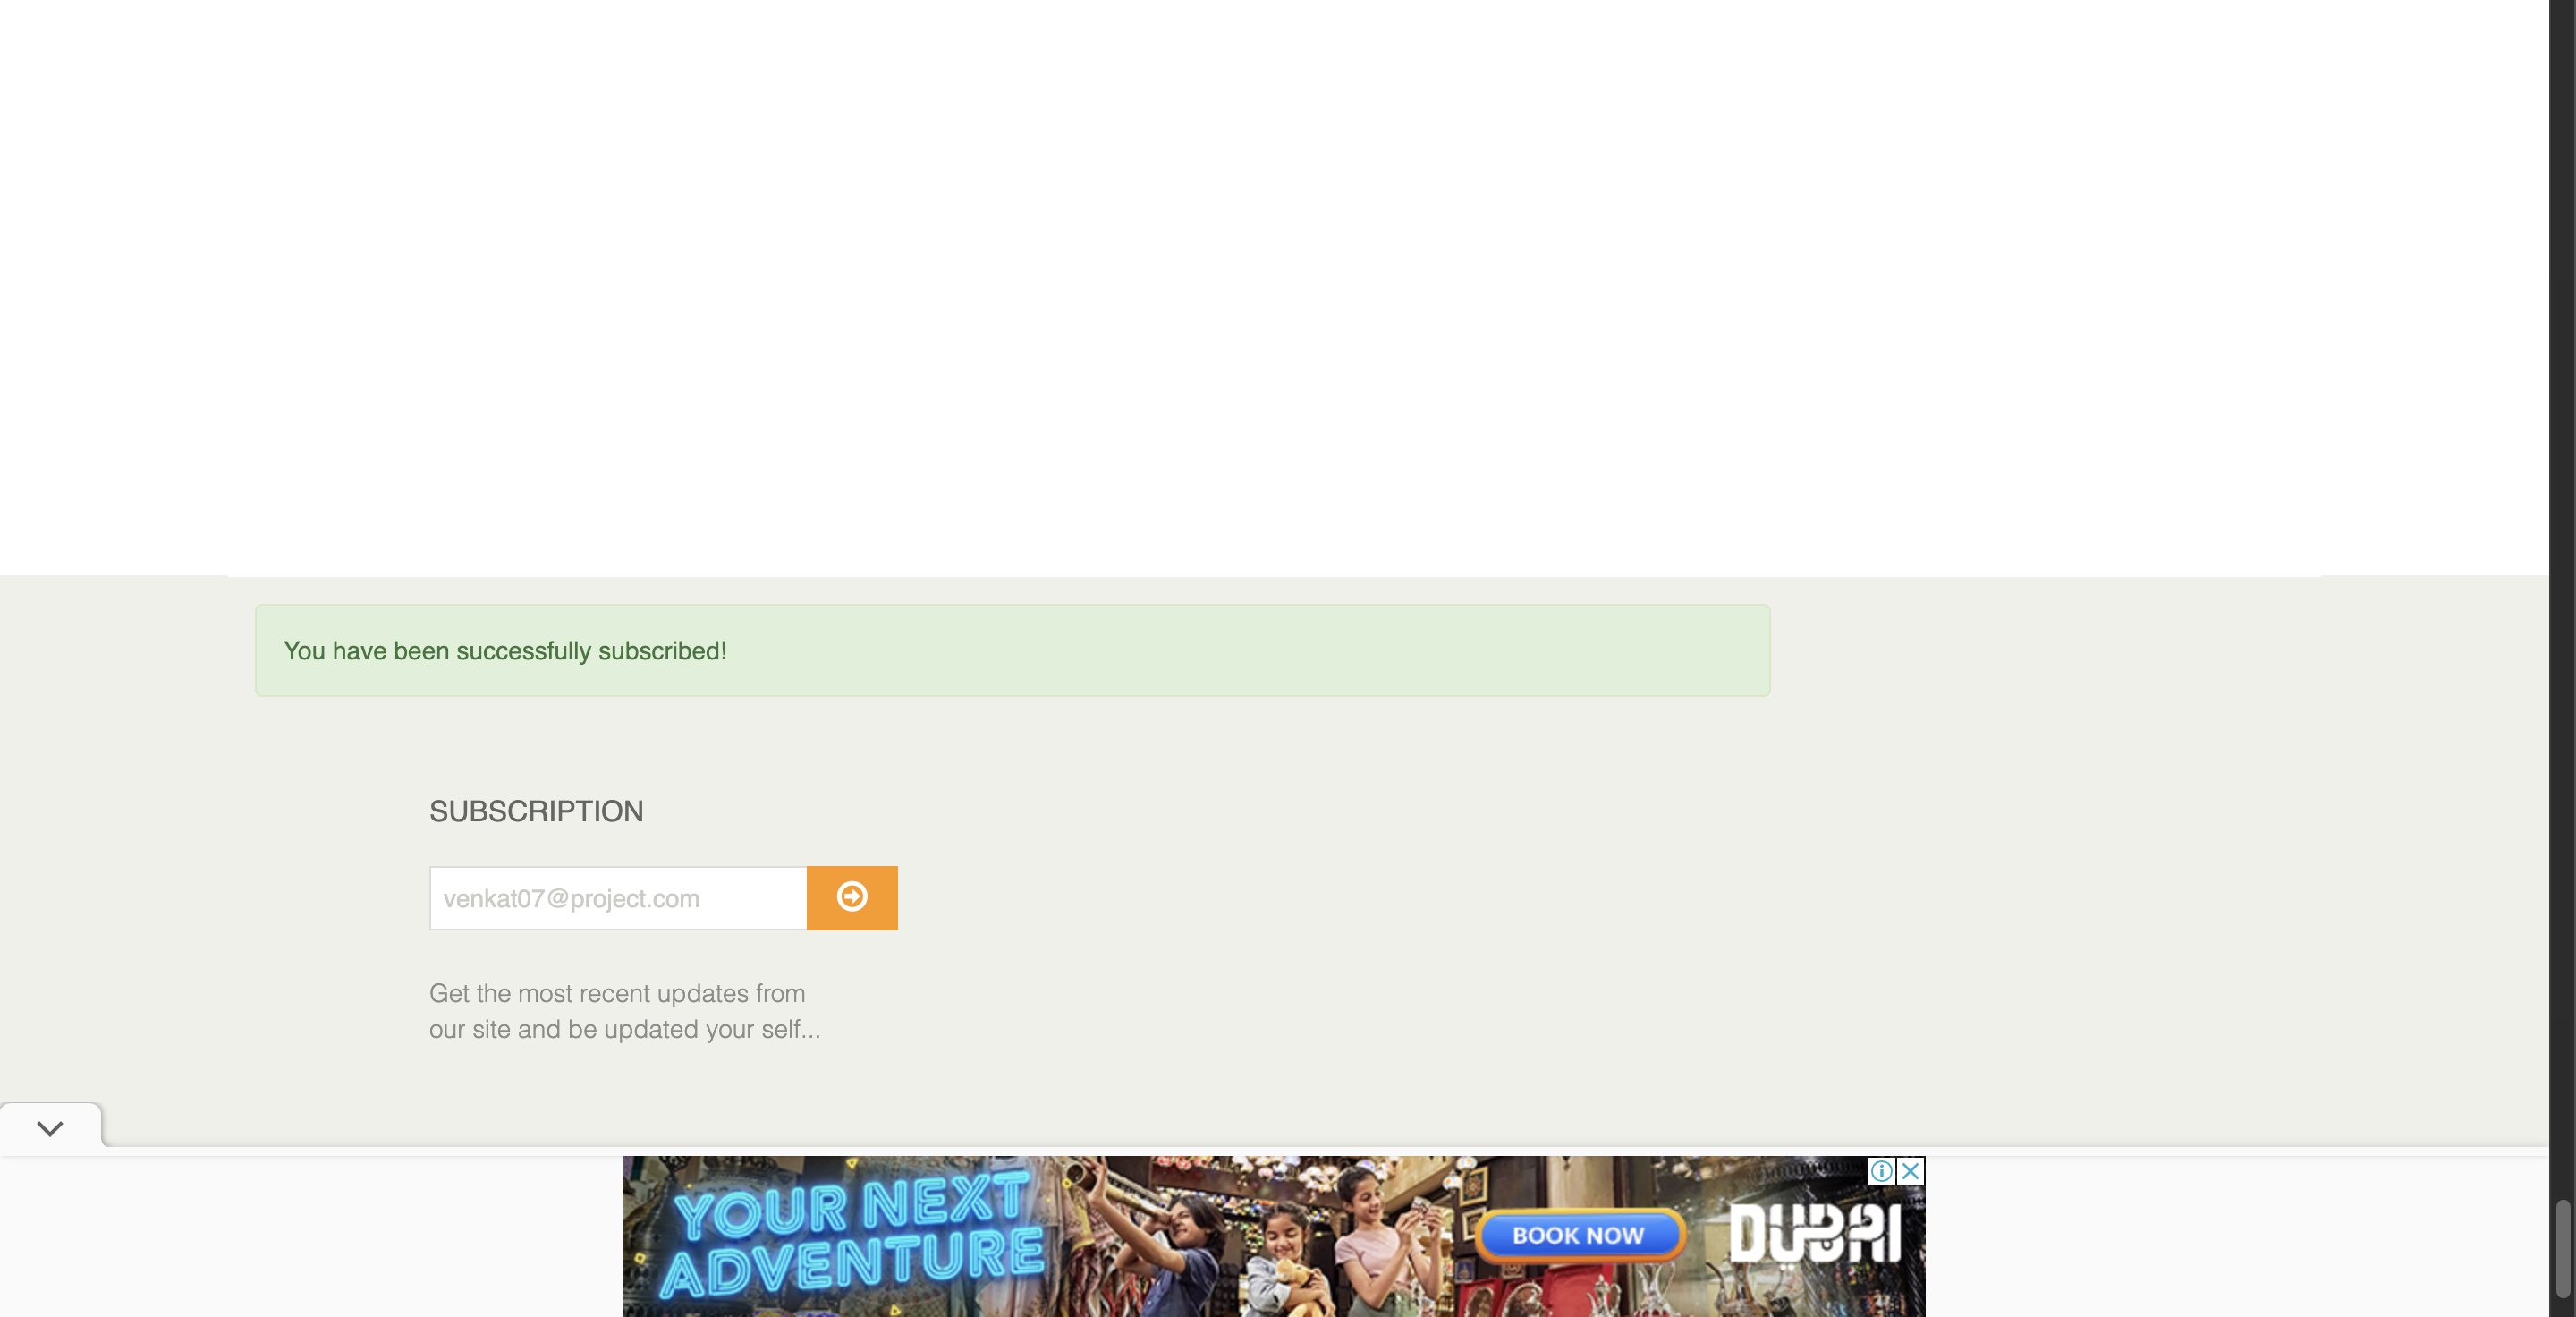 You have been successfully subscribed!
SUBSCRIPTION
venkat07@project.com
Get the most recent updates from
our site and be updated your self...
YOUR NEXT
ADVENTURE
BOOK NOW
DUBAI